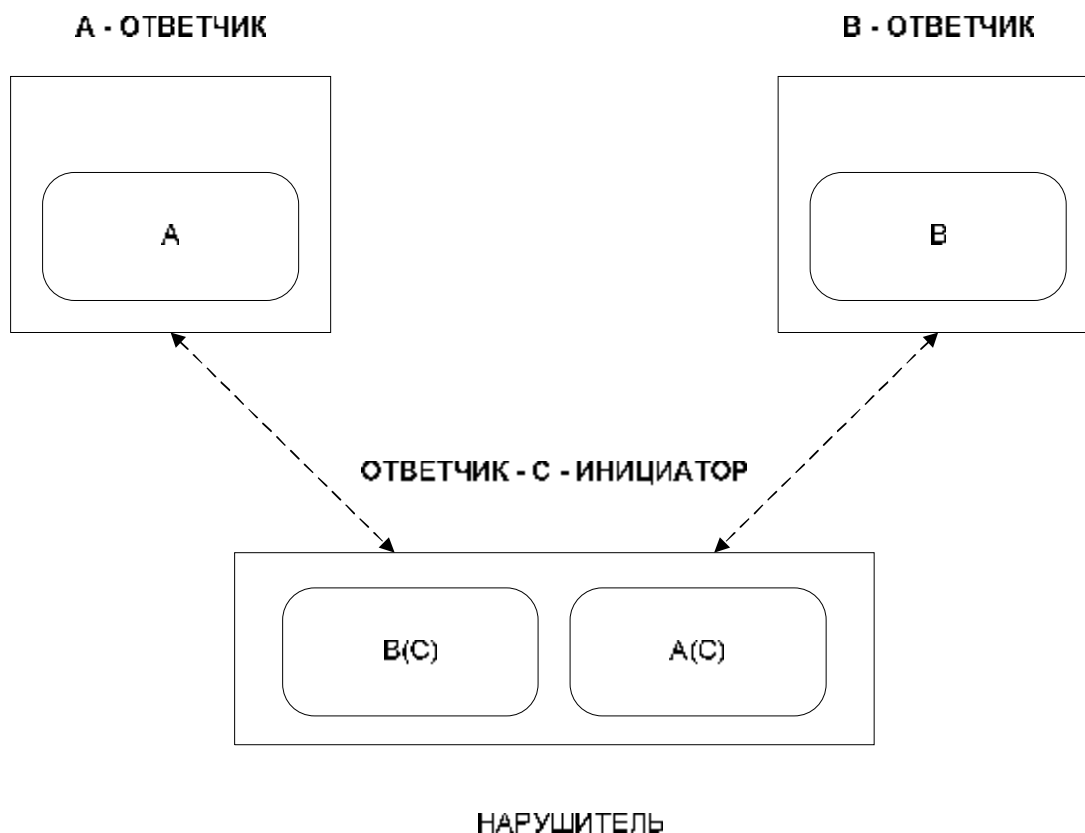 А - ОТВЕТЧИК
В - ОТВЕТЧИК
А
В
ОТВЕТЧИК - С - ИНИЦИАТОР
В(С)
А(С)
НАРУШИТЕЛЬ